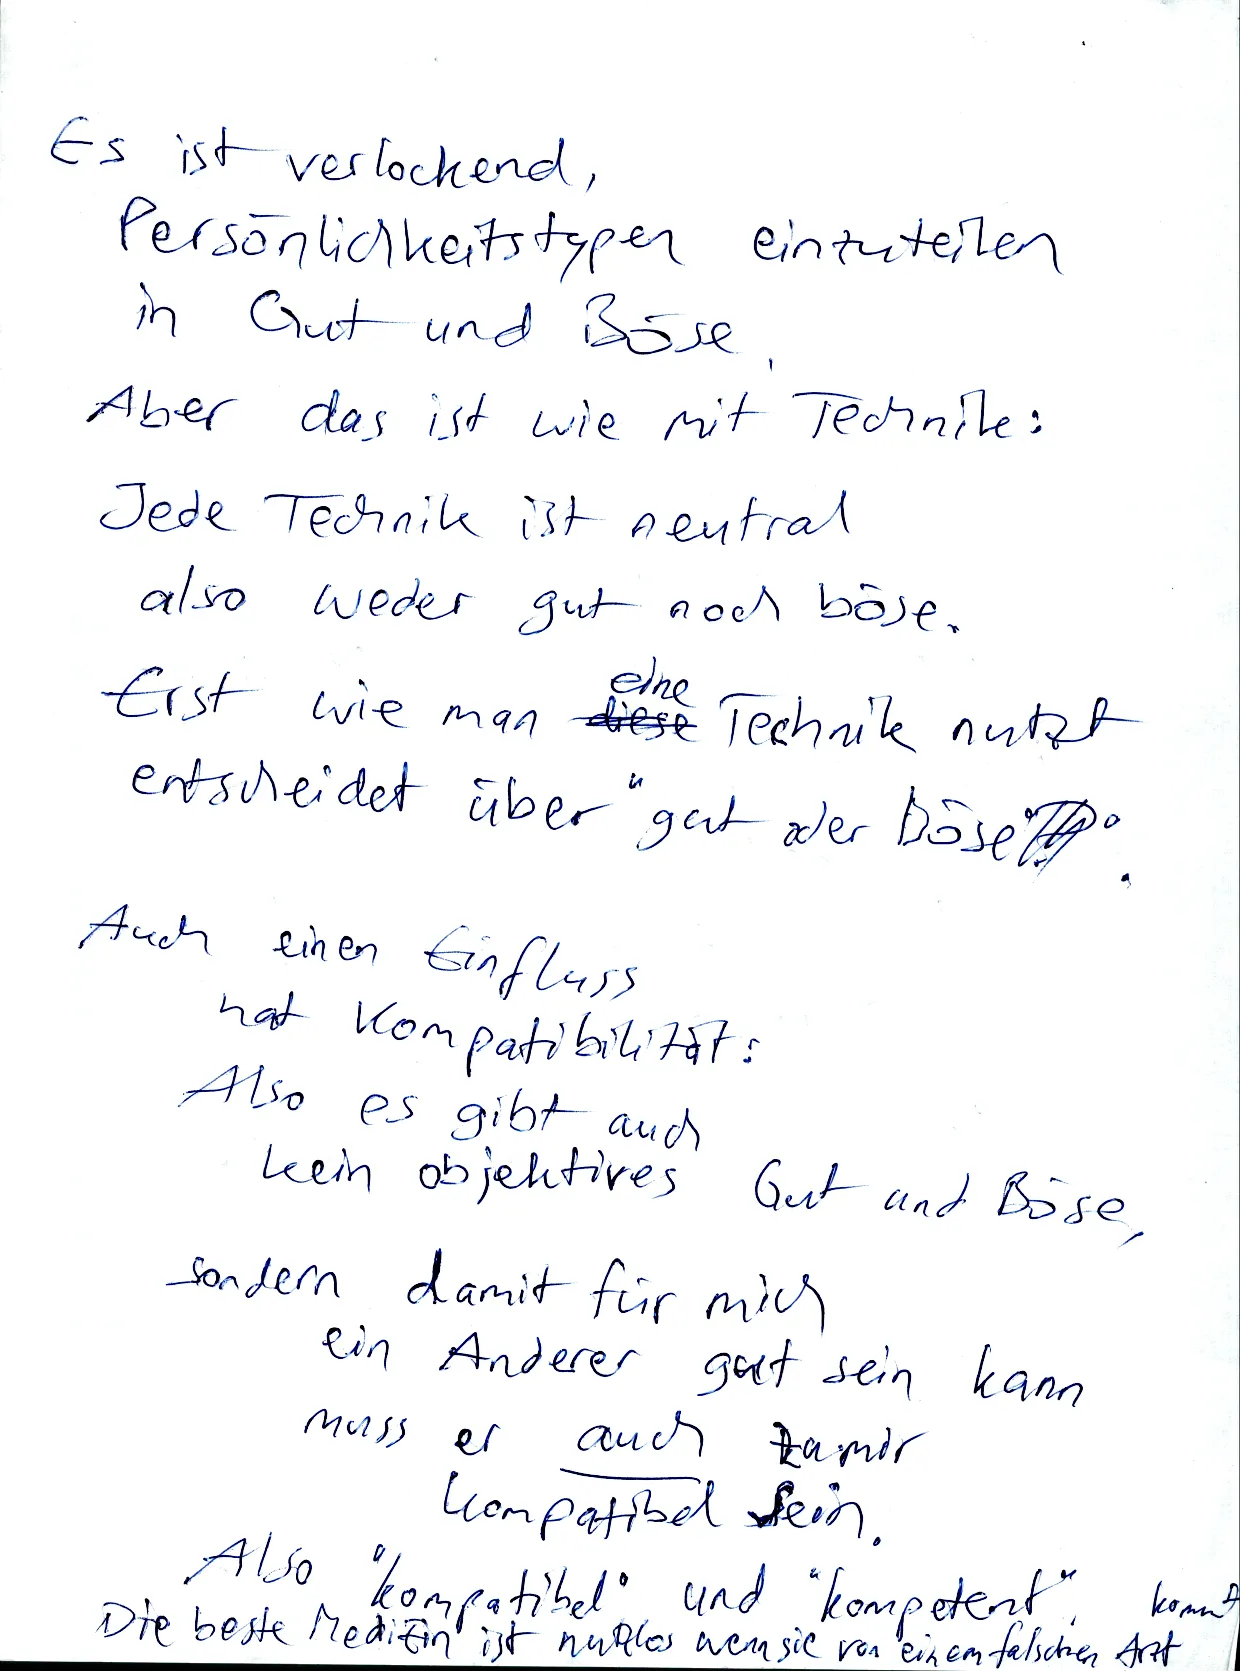 Es ist verlockend,
Persönlichkeitstypen einzuteilen
in Gut und Böse,
Aber das ist wie mit Technik:
Jede Technik ist neutral
also weder gut noch böse.
eine
Erst wie man diese Technik nutzt
entscheidet über "gut oder Böse".
Auch einen Einfluss
hat Kompatibilität:
Also es gibt auch
kein objektives Gut und Böse,
sondern damit für mich
ein Anderer gut sein kann
muss er auch zu mir
kompatibel sein.
Also "kompatibel" und "kompetent",
Die beste Medizin ist nutzlos wenn sie von einem falschen Arzt